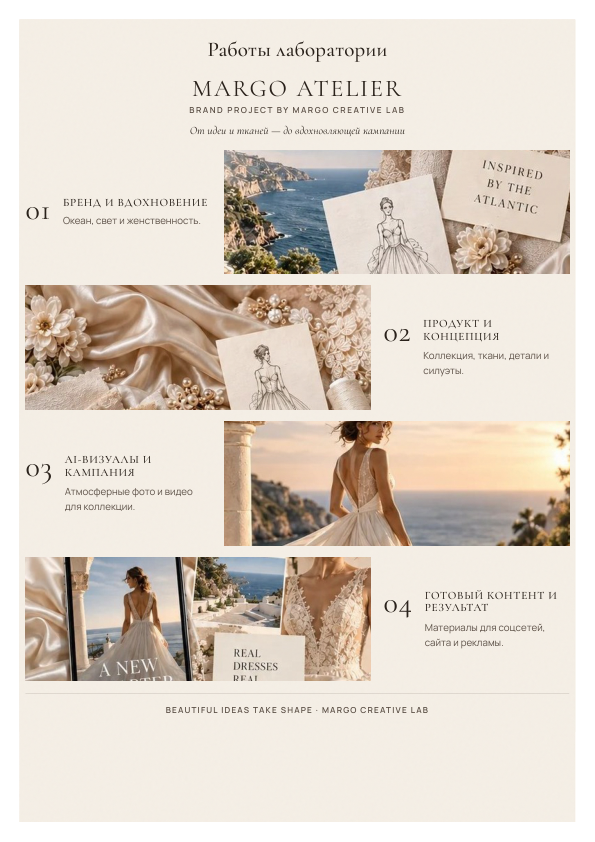 Работы лаборатории
MARGO ATELIER
BRAND PROJECT BY MARGO CREATIVE LAB
От идеи и тканей — до вдохновляющей кампании
01
БРЕНД И ВДОХНОВЕНИЕ
Океан, свет и женственность.
INSPIRED
BY THE
ATLANTIC
02
ПРОДУКТ И
КОНЦЕПЦИЯ
Коллекция, ткани, детали и
силуэты.
03
AI-ВИЗУАЛЫ И
КАМПАНИЯ
Атмосферные фото и видео
для коллекции.
A NEW
REAL
DRESSES
REAL
04
ГОТОВЫЙ КОНТЕНТ И
РЕЗУЛЬТАТ
Материалы для соцсетей,
сайта и рекламы.
BEAUTIFUL IDEAS TAKE SHAPE · MARGO CREATIVE LAB